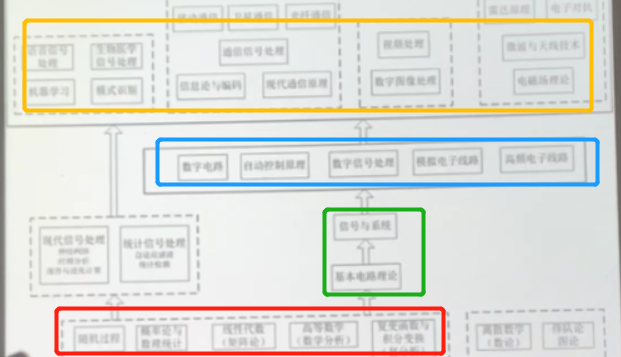 雷达原理 电子对抗
移动通信 卫星通信 光纤通信
语言信号处理 生物医学信号处理 通信信号处理 视频处理 微波与天线技术
机器学习 模式识别 信息论与编码 现代通信原理 数字图像处理 电磁场理论
数字电路 自动控制原理 数字信号处理 模拟电子线路 高频电子线路
信号与系统
现代信号处理 统计信号处理
基本电路理论
随机过程 概率论与数理统计 线性代数（矩阵论） 高等数学（数学分析） 复变函数与积分变换 离散数学（数论） 排队论 图论